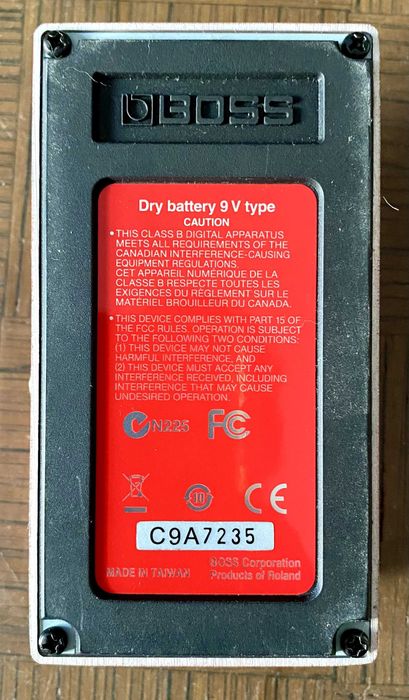 BOSS
Dry battery 9 V type
CAUTION
• THIS CLASS B DIGITAL APPARATUS
MEETS ALL REQUIREMENTS OF THE
CANADIAN INTERFERENCE-CAUSING
EQUIPMENT REGULATIONS.
CET APPAREIL NUMÉRIQUE DE LA
CLASSE B RESPECTE TOUTES LES
EXIGENCES DU RÈGLEMENT SUR LE
MATÉRIEL BROUILLEUR DU CANADA.
• THIS DEVICE COMPLIES WITH PART 15 OF
THE FCC RULES. OPERATION IS SUBJECT
TO THE FOLLOWING TWO CONDITIONS:
(1) THIS DEVICE MAY NOT CAUSE
HARMFUL INTERFERENCE, AND
(2) THIS DEVICE MUST ACCEPT ANY
INTERFERENCE RECEIVED, INCLUDING
INTERFERENCE THAT MAY CAUSE
UNDESIRED OPERATION.
N225 FC
10 CE
C9A7235
MADE IN TAIWAN
BOSS Corporation
Products of Roland